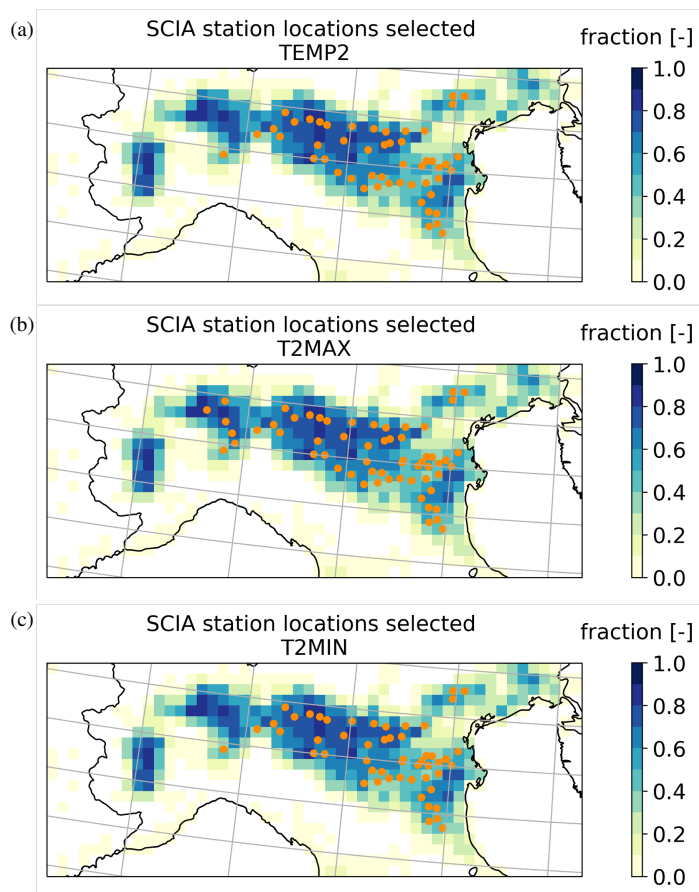 (a)
SCIA station locations selected
TEMP2
fraction [-]
1.0
0.8
0.6
0.4
0.2
0.0
(b)
SCIA station locations selected
T2MAX
fraction [-]
1.0
0.8
0.6
0.4
0.2
0.0
(c)
SCIA station locations selected
T2MIN
fraction [-]
1.0
0.8
0.6
0.4
0.2
0.0